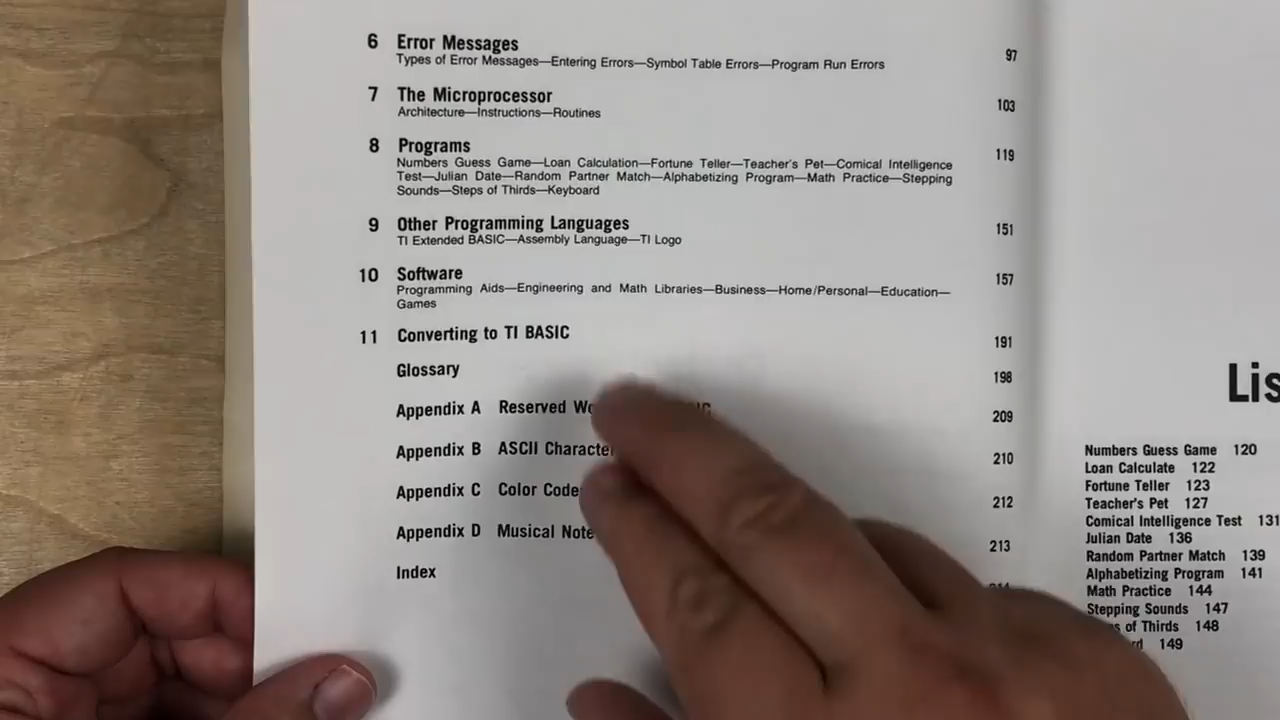 6 Error Messages 97
Types of Error Messages—Entering Errors—Symbol Table Errors—Program Run Errors
7 The Microprocessor 103
Architecture—Instructions—Routines
8 Programs 119
Numbers Guess Game—Loan Calculation—Fortune Teller—Teacher's Pet—Comical Intelligence
Test—Julian Date—Random Partner Match—Alphabetizing Program—Math Practice—Stepping
Sounds—Steps of Thirds—Keyboard
9 Other Programming Languages 151
TI Extended BASIC—Assembly Language—TI Logo
10 Software 157
Programming Aids—Engineering and Math Libraries—Business—Home/Personal—Education—
Games
11 Converting to TI BASIC 191
Glossary 198
Appendix A Reserved 209
Appendix B ASCII 210
Appendix C Color 212
Appendix D Musical 213
Index
Numbers Guess Game 120
Loan Calculate 122
Fortune Teller 123
Teacher's Pet 127
Comical Intelligence Test 131
Julian Date 136
Random Partner Match 139
Alphabetizing Program 141
Math Practice 144
Stepping Sounds 147
of Thirds 148
149